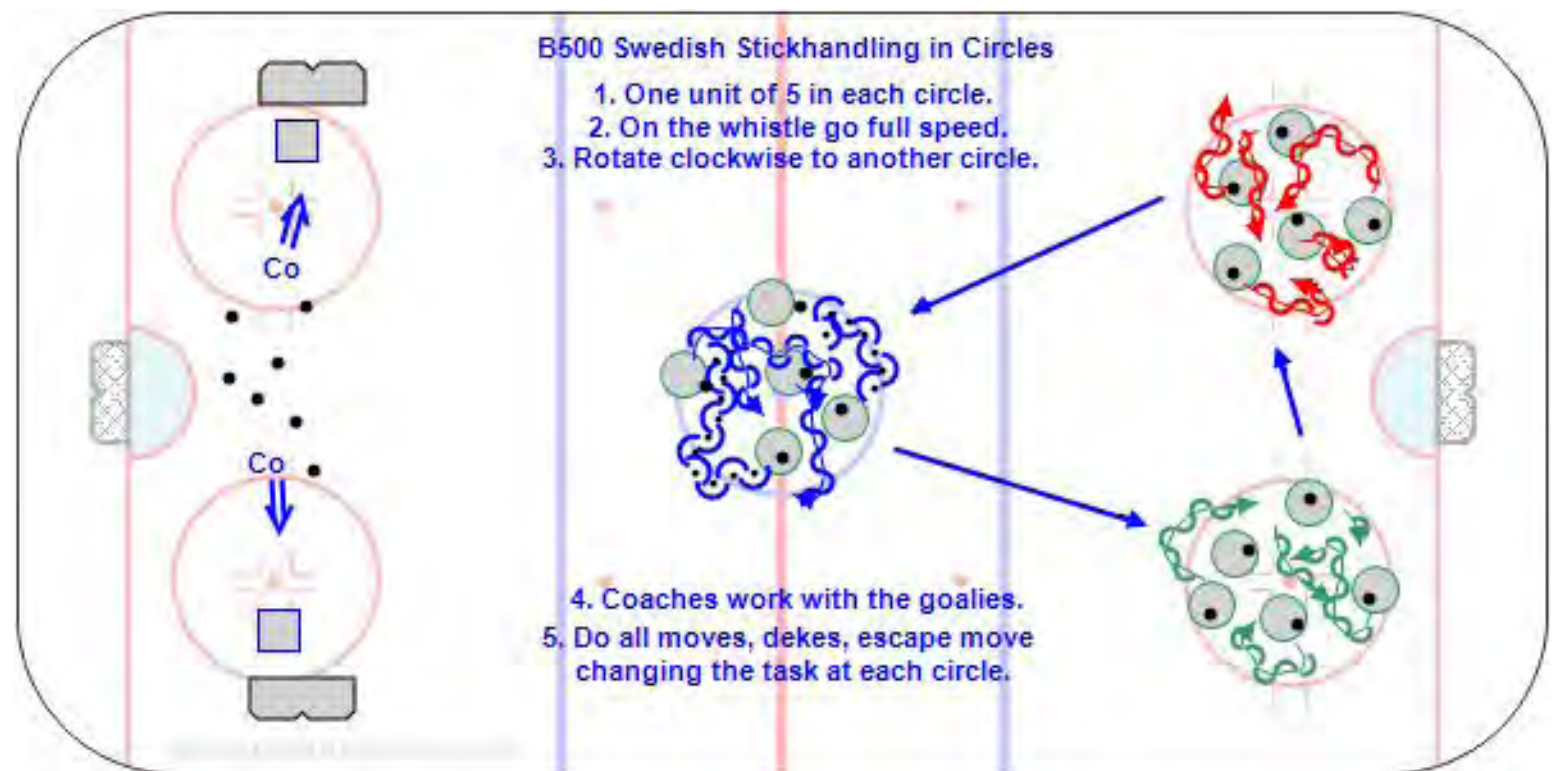 B500 Swedish Stickhandling in Circles
1. One unit of 5 in each circle.
2. On the whistle go full speed.
3. Rotate clockwise to another circle.
Co
Co
4. Coaches work with the goalies.
5. Do all moves, dekes, escape move
changing the task at each circle.